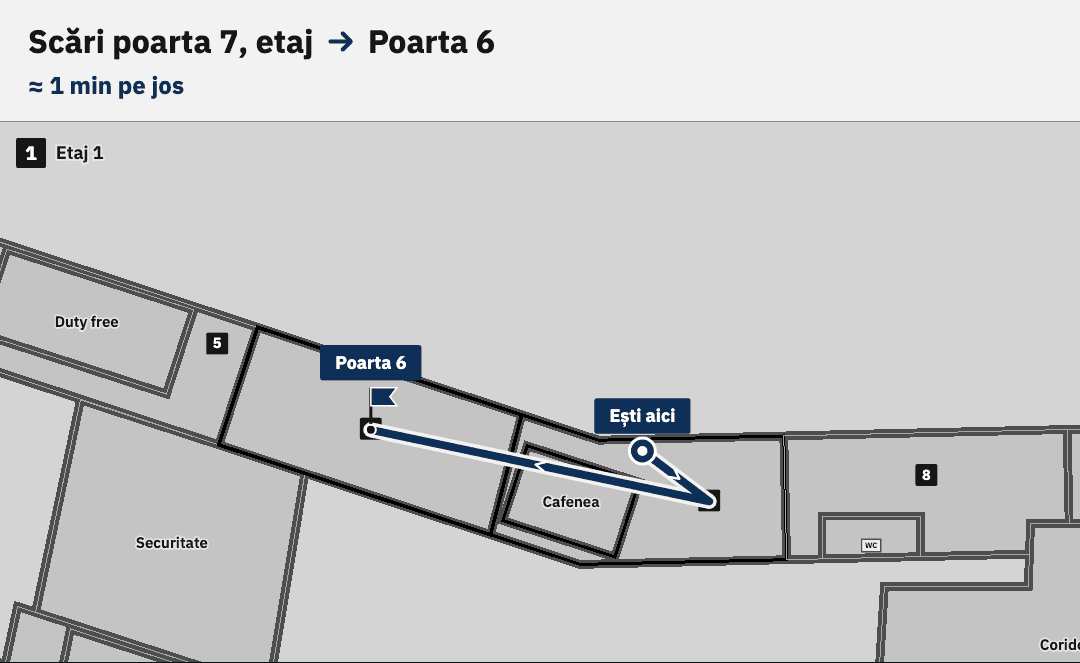 Scări poarta 7, etaj → Poarta 6
≈ 1 min pe jos
1 Etaj 1
Duty free
5
Poarta 6
Ești aici
8
Cafenea
WC
Securitate